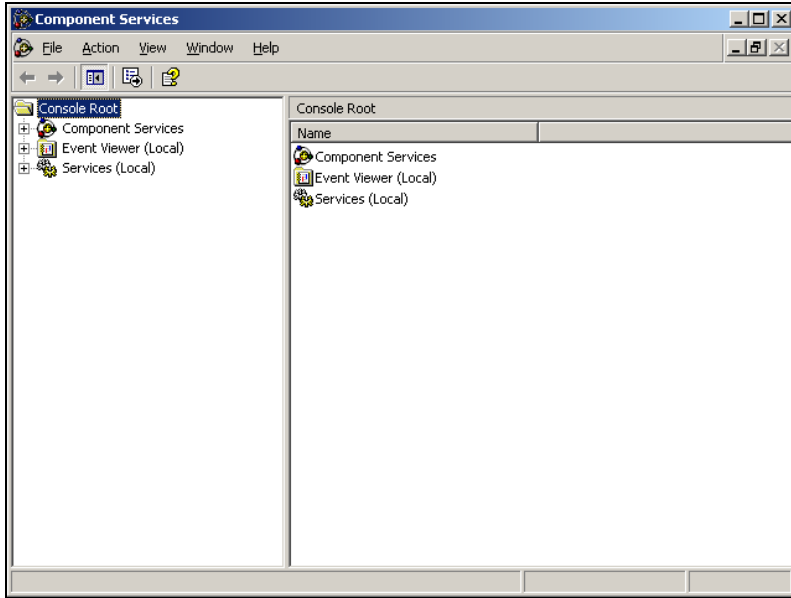 Component Services
File Action View Window Help
Console Root
Component Services
Event Viewer (Local)
Services (Local)
Console Root
Name
Component Services
Event Viewer (Local)
Services (Local)